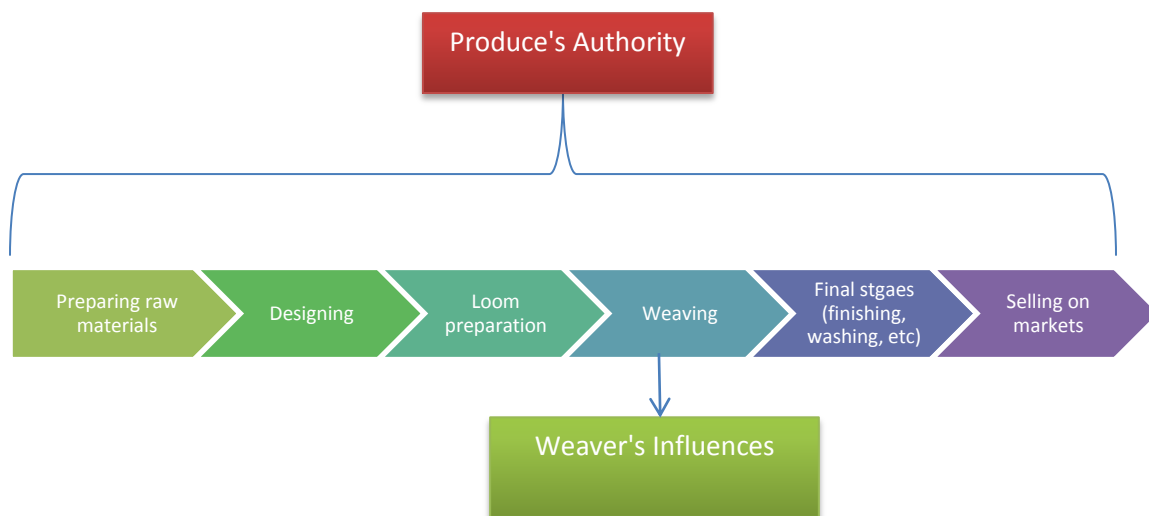 Produce's Authority
Preparing raw
materials
Designing
Loom
preparation
Weaving
Final stgaes
(finishing,
washing, etc)
Selling on
markets
Weaver's Influences